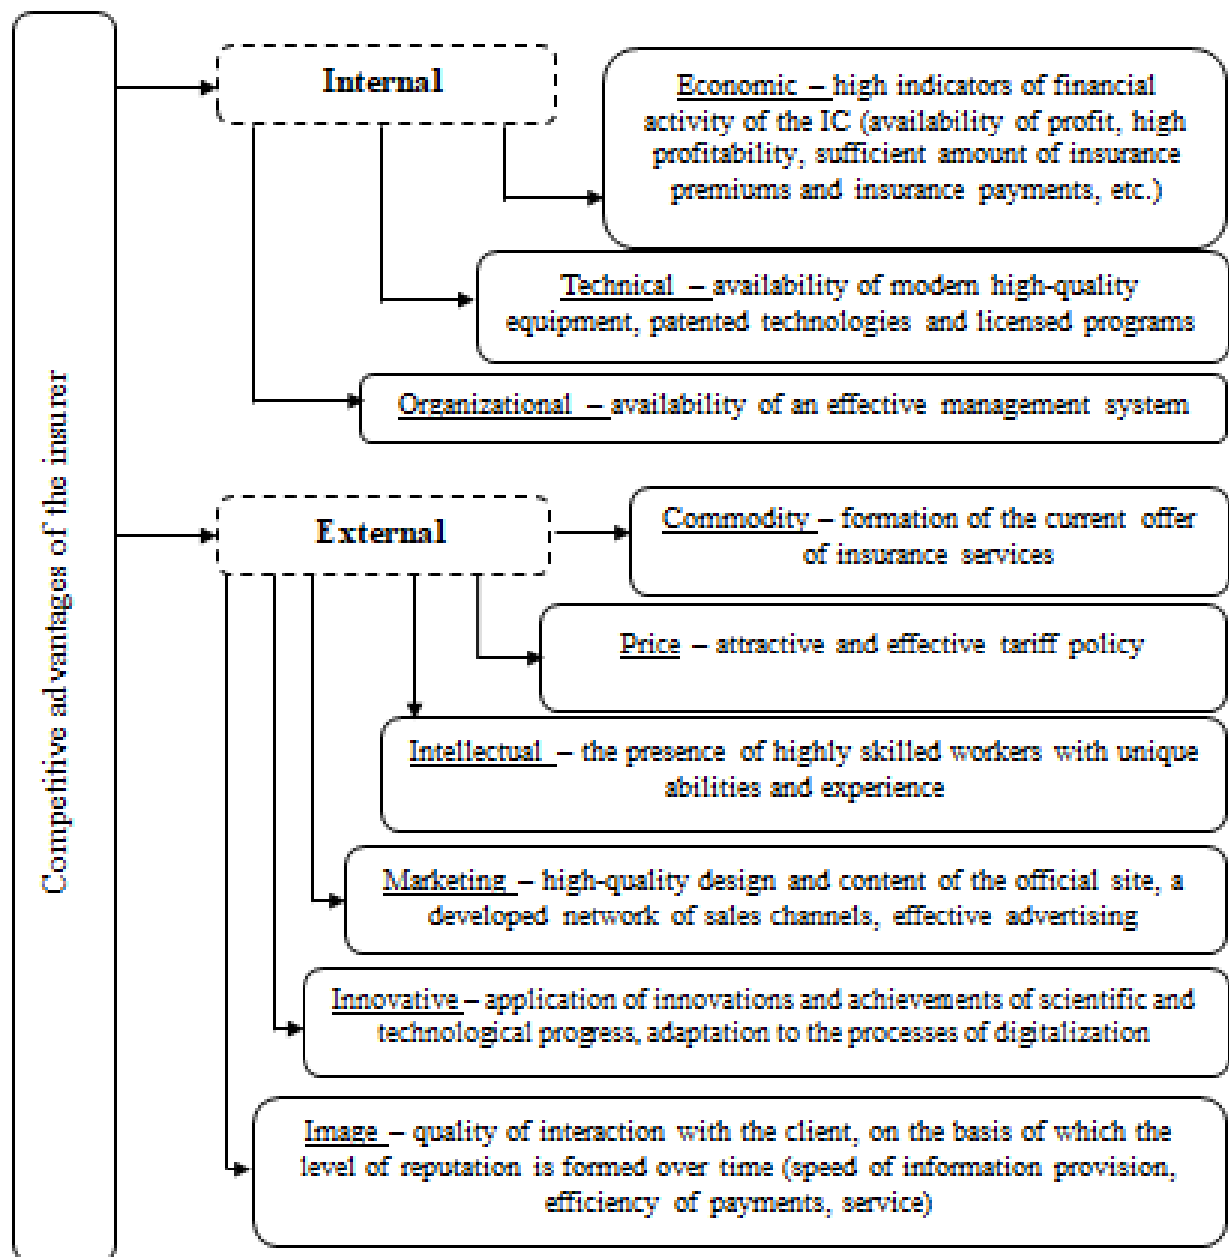 Competitive advantages of the insurer
Internal
Economic – high indicators of financial
activity of the IC (availability of profit, high
profitability, sufficient amount of insurance
premiums and insurance payments, etc.)
Technical – availability of modern high-quality
equipment, patented technologies and licensed programs
Organizational – availability of an effective management system
External
Commodity – formation of the current offer
of insurance services
Price – attractive and effective tariff policy
Intellectual – the presence of highly skilled workers with unique
abilities and experience
Marketing – high-quality design and content of the official site, a
developed network of sales channels, effective advertising
Innovative – application of innovations and achievements of scientific and
technological progress, adaptation to the processes of digitalization
Image – quality of interaction with the client, on the basis of which the
level of reputation is formed over time (speed of information provision,
efficiency of payments, service)